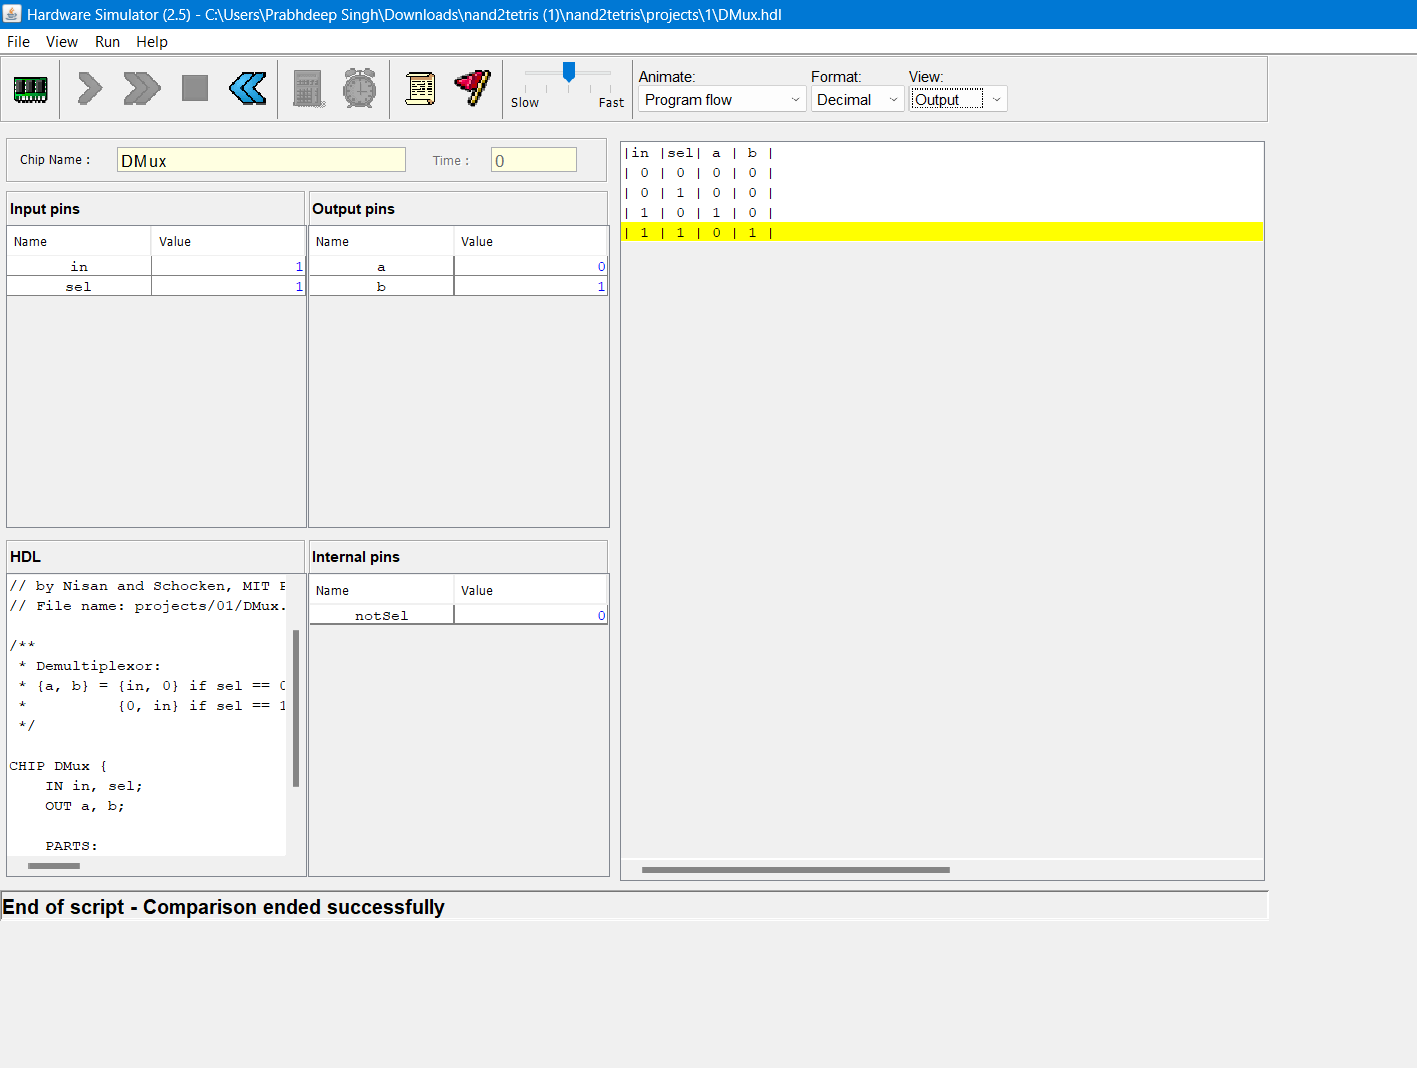 Hardware Simulator (2.5) - C:\Users\Prabhdeep Singh\Downloads\nand2tetris (1)\nand2tetris\projects\1\DMux.hdl
File View Run Help
Slow Fast
Animate: Format: View:
Program flow Decimal Output
Chip Name : DMux Time : 0
Input pins
Name Value
in 1
sel 1
Output pins
Name Value
a 0
b 1
|in |sel| a | b |
| 0 | 0 | 0 | 0 |
| 0 | 1 | 0 | 0 |
| 1 | 0 | 1 | 0 |
| 1 | 1 | 0 | 1 |
HDL
// by Nisan and Schocken, MIT P
// File name: projects/01/DMux.
/**
* Demultiplexor:
* {a, b} = {in, 0} if sel == 0
* {0, in} if sel == 1
*/
CHIP DMux {
IN in, sel;
OUT a, b;
PARTS:
Internal pins
Name Value
notSel 0
End of script - Comparison ended successfully